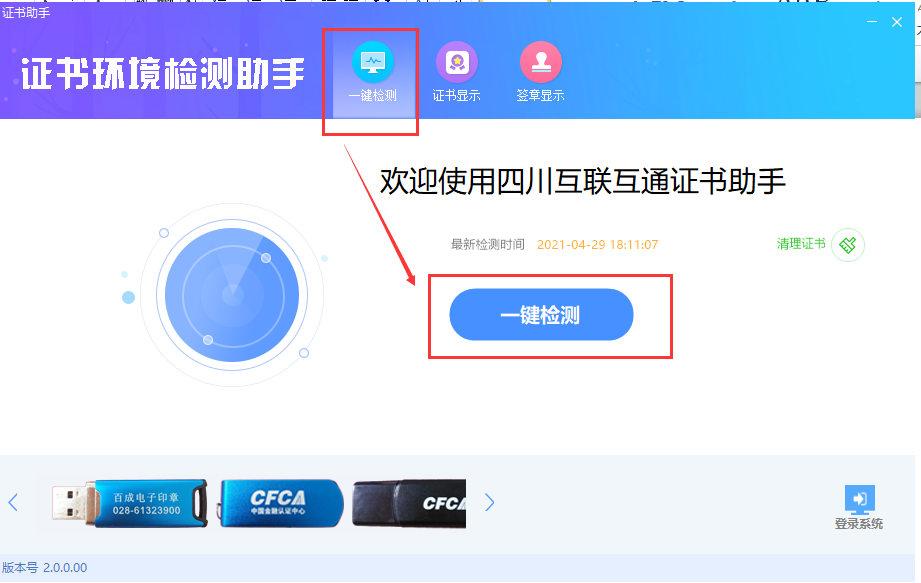 证书助手
证书环境检测助手
一键检测
证书显示
签章显示
欢迎使用四川互联互通证书助手
最新检测时间 2021-04-29 18:11:07
清理证书
一键检测
百成电子印章
028-61323900
CFCA
中国金融认证中心
CFC
登录系统
版本号 2.0.0.00